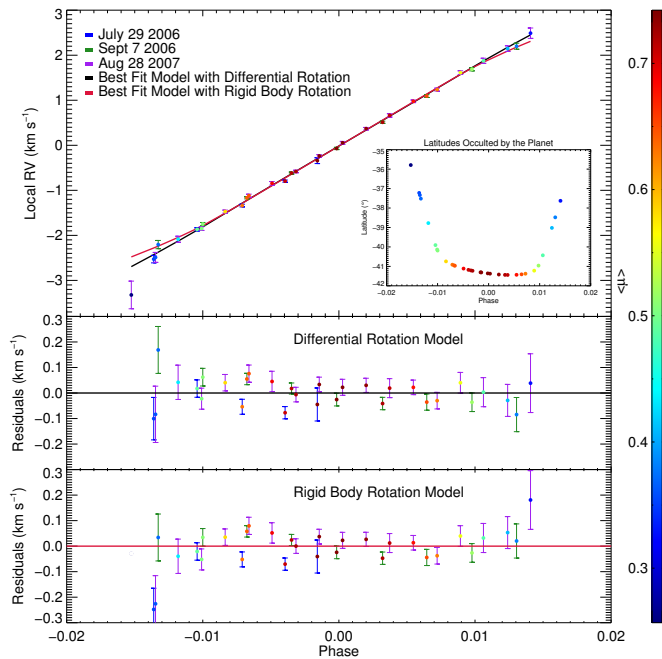 July 29 2006
Sept 7 2006
Aug 28 2007
Best Fit Model with Differential Rotation
Best Fit Model with Rigid Body Rotation
3
2
1
0
−1
−2
−3
Local RV (km s⁻¹)
Latitudes Occulted by the Planet
−35
−36
−37
−38
−39
−40
−41
−42
Latitude (°)
−0.02
−0.01
0.00
0.01
0.02
Phase
0.7
0.6
0.5
0.4
0.3
<μ>
Differential Rotation Model
0.3
0.2
0.1
0.0
−0.1
−0.2
Residuals (km s⁻¹)
Rigid Body Rotation Model
0.3
0.2
0.1
0.0
−0.1
−0.2
−0.3
Residuals (km s⁻¹)
−0.02
−0.01
0.00
0.01
0.02
Phase